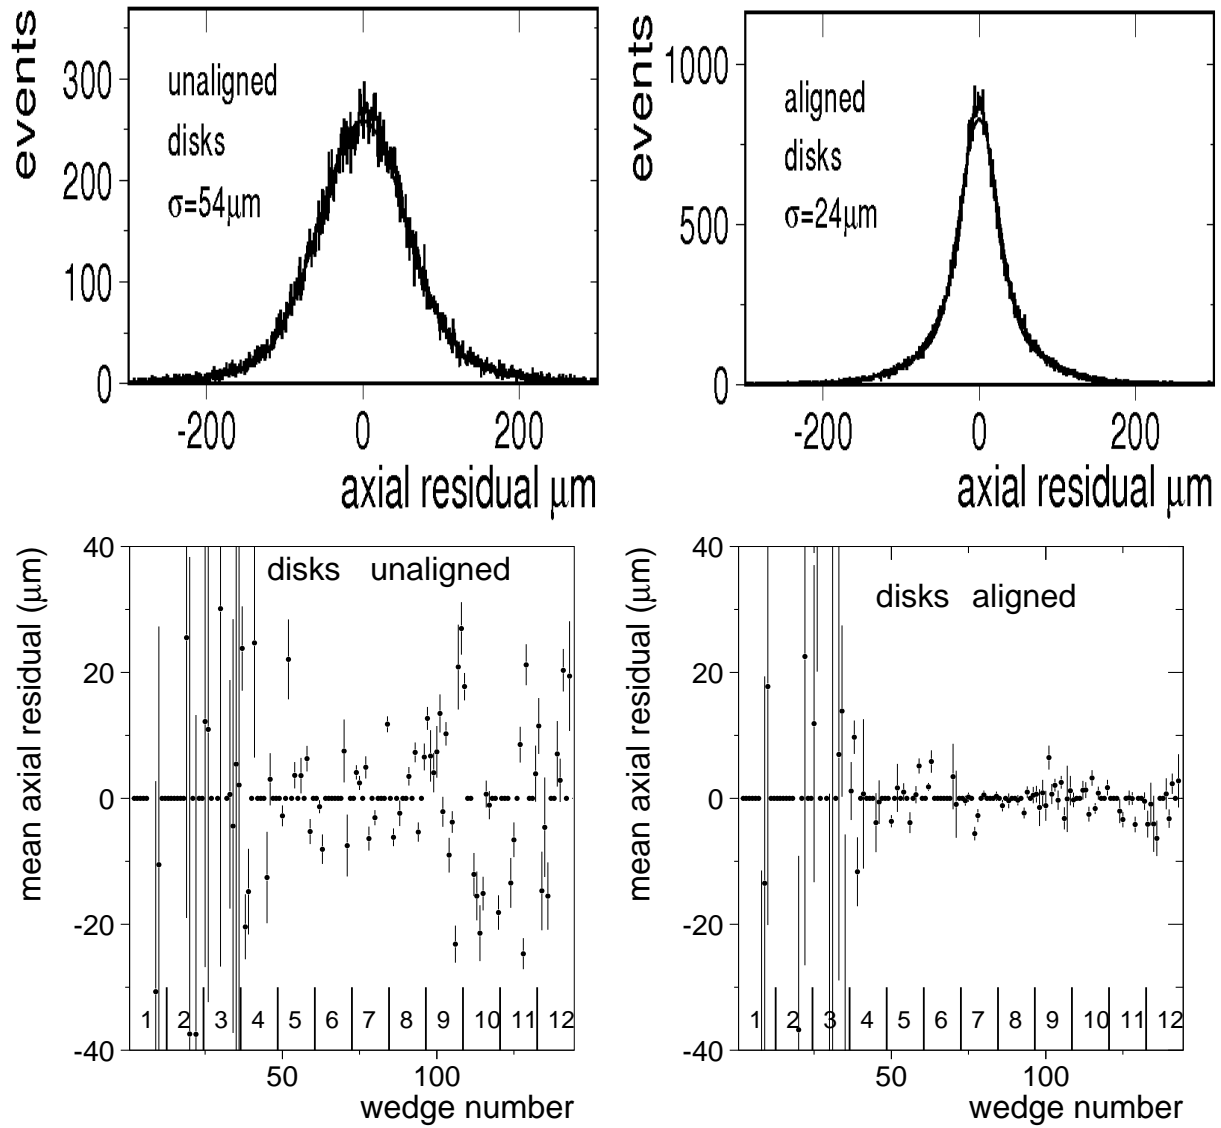 events
300
200
100
0
unaligned
disks
σ=54μm
-200 0 200
axial residual μm
events
1000
500
0
aligned
disks
σ=24μm
-200 0 200
axial residual μm
mean axial residual (μm)
40
20
0
-20
-40
disks unaligned
1 2 3 4 5 6 7 8 9 10 11 12
50 100
wedge number
mean axial residual (μm)
40
20
0
-20
-40
disks aligned
1 2 3 4 5 6 7 8 9 10 11 12
50 100
wedge number